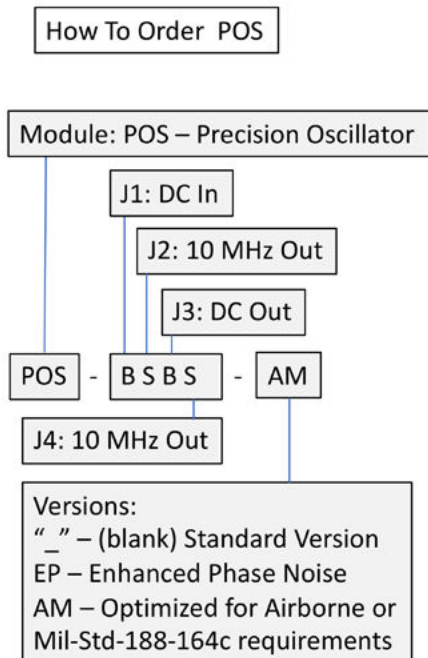 How To Order POS
Module: POS – Precision Oscillator
J1: DC In
J2: 10 MHz Out
J3: DC Out
POS - B S B S - AM
J4: 10 MHz Out
Versions:
“_” – (blank) Standard Version
EP – Enhanced Phase Noise
AM – Optimized for Airborne or
Mil-Std-188-164c requirements